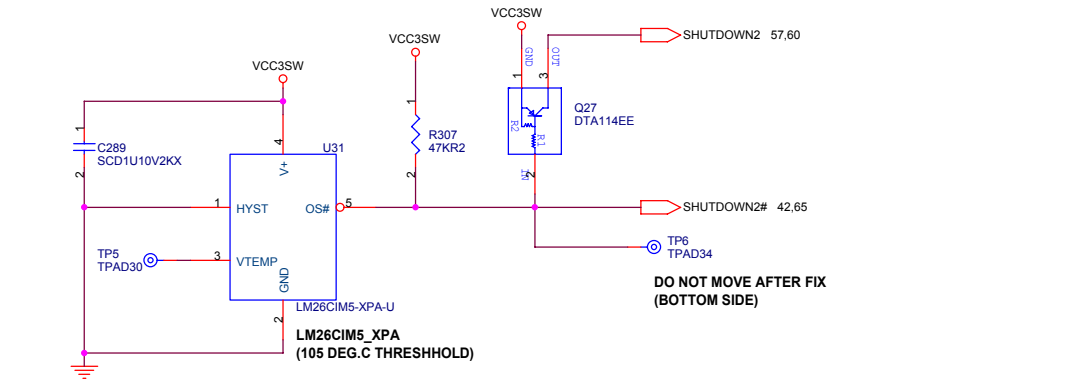 VCC3SW
SHUTDOWN2 57,60
VCC3SW
GND
OUT
VCC3SW
1
3
1
1
Q27
DTA114EE
C289
SCD1U10V2KX
R307
47KR2
R2
R1
4
U31
V+
2
2
IN
2
1
HYST
OS#
5
SHUTDOWN2# 42,65
TP5
TPAD30
3
VTEMP
TP6
TPAD34
GND
DO NOT MOVE AFTER FIX
(BOTTOM SIDE)
LM26CIM5-XPA-U
2
LM26CIM5_XPA
(105 DEG.C THRESHHOLD)